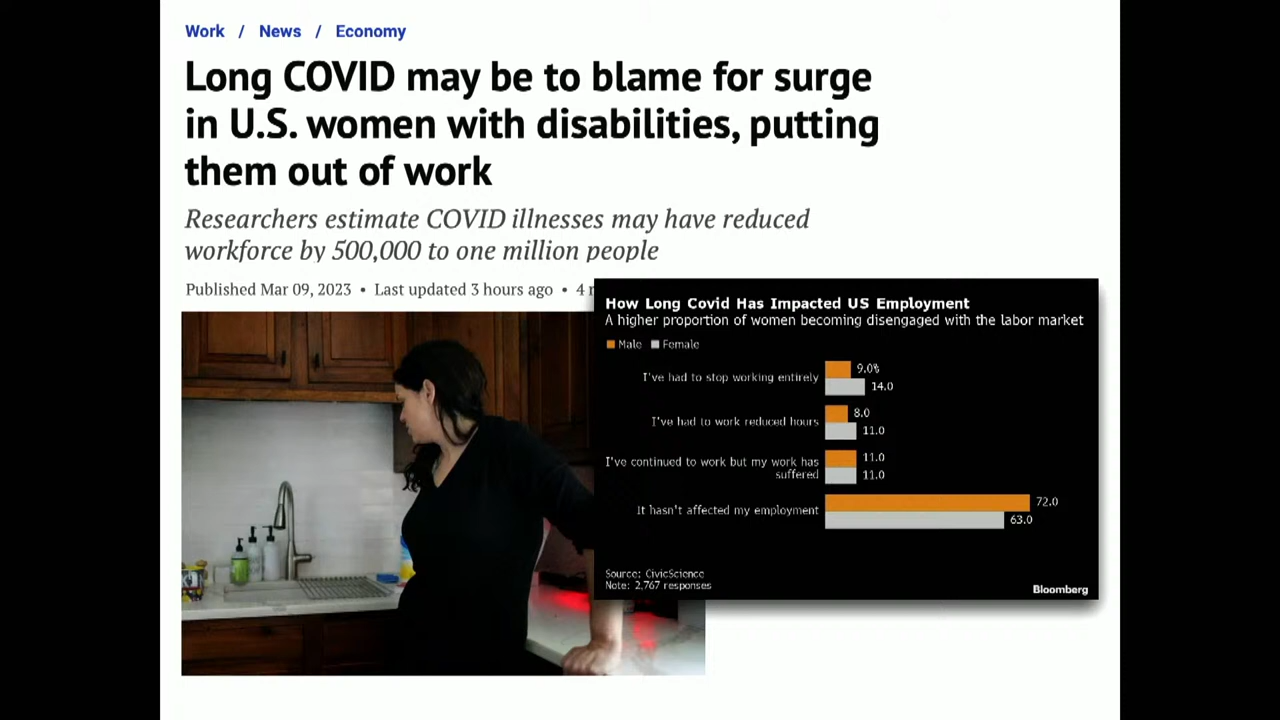 Work / News / Economy
Long COVID may be to blame for surge
in U.S. women with disabilities, putting
them out of work
Researchers estimate COVID illnesses may have reduced
workforce by 500,000 to one million people
Published Mar 09, 2023 • Last updated 3 hours ago • 4
How Long Covid Has Impacted US Employment
A higher proportion of women becoming disengaged with the labor market
Male Female
I've had to stop working entirely
9.0%
14.0
I've had to work reduced hours
8.0
11.0
I've continued to work but my work has
suffered
11.0
11.0
It hasn't affected my employment
72.0
63.0
Source: CivicScience
Note: 2,767 responses
Bloomberg